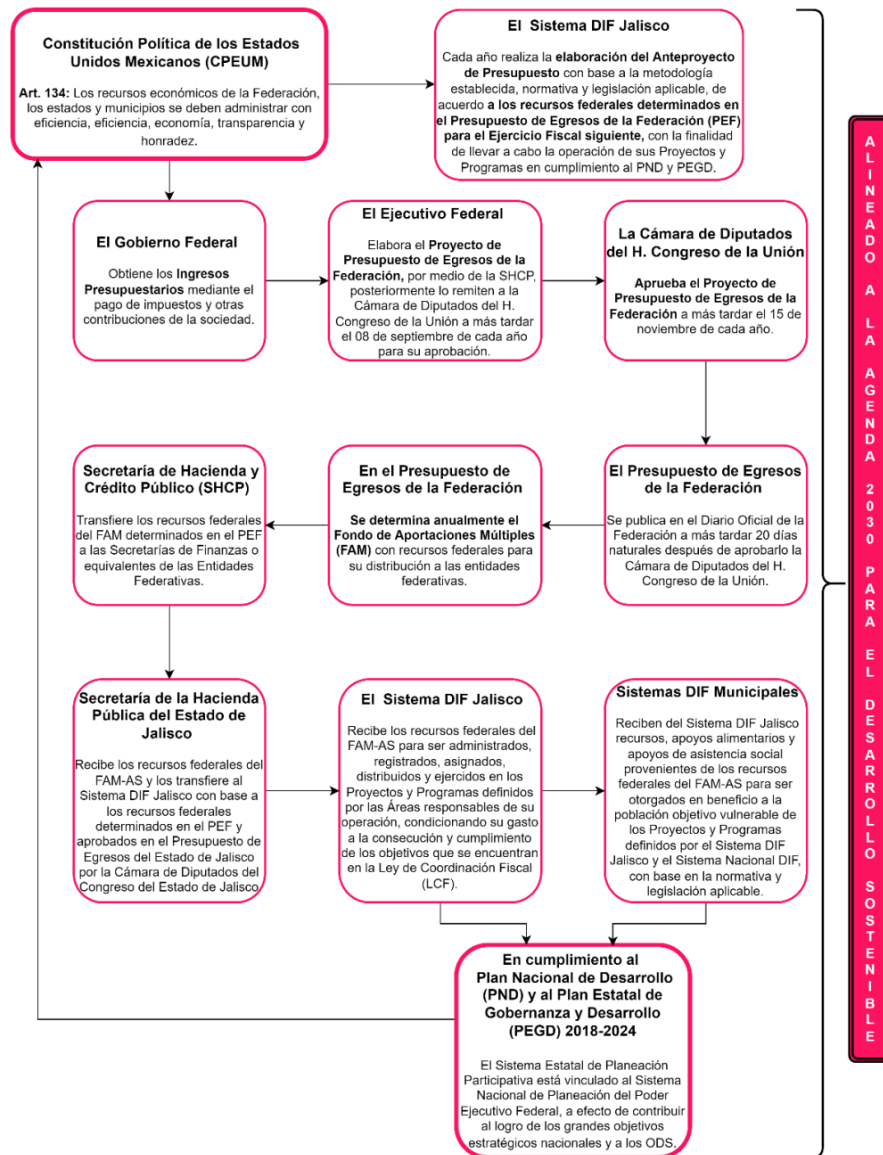 Constitución Política de los Estados
Unidos Mexicanos (CPEUM)
Art. 134: Los recursos económicos de la Federación,
los estados y municipios se deben administrar con
eficiencia, eficiencia, economía, transparencia y
honradez.
El Sistema DIF Jalisco
Cada año realiza la elaboración del Anteproyecto
de Presupuesto con base a la metodología
establecida, normativa y legislación aplicable, de
acuerdo a los recursos federales determinados en
el Presupuesto de Egresos de la Federación (PEF)
para el Ejercicio Fiscal siguiente, con la finalidad
de llevar a cabo la operación de sus Proyectos y
Programas en cumplimiento al PND y PEGD.
El Gobierno Federal
Obtiene los Ingresos
Presupuestarios mediante el
pago de impuestos y otras
contribuciones de la sociedad.
El Ejecutivo Federal
Elabora el Proyecto de
Presupuesto de Egresos de la
Federación, por medio de la SHCP,
posteriormente lo remiten a la
Cámara de Diputados del H.
Congreso de la Unión a más tardar
el 08 de septiembre de cada año
para su aprobación.
La Cámara de Diputados
del H. Congreso de la Unión
Aprueba el Proyecto de
Presupuesto de Egresos de la
Federación a más tardar el 15 de
noviembre de cada año.
Secretaría de Hacienda y
Crédito Público (SHCP)
Transfiere los recursos federales
del FAM determinados en el PEF
a las Secretarías de Finanzas o
equivalentes de las Entidades
Federativas.
En el Presupuesto de
Egresos de la Federación
Se determina anualmente el
Fondo de Aportaciones Múltiples
(FAM) con recursos federales para
su distribución a las entidades
federativas.
El Presupuesto de Egresos
de la Federación
Se publica en el Diario Oficial de la
Federación a más tardar 20 días
naturales después de aprobarlo la
Cámara de Diputados del H.
Congreso de la Unión.
Secretaría de la Hacienda
Pública del Estado de
Jalisco
Recibe los recursos federales del
FAM-AS y los transfiere al
Sistema DIF Jalisco con base a
los recursos federales
determinados en el PEF y
aprobados en el Presupuesto de
Egresos del Estado de Jalisco
por la Cámara de Diputados del
Congreso del Estado de Jalisco
El Sistema DIF Jalisco
Recibe los recursos federales del
FAM-AS para ser administrados,
registrados, asignados,
distribuidos y ejercidos en los
Proyectos y Programas definidos
por las Áreas responsables de su
operación, condicionando su gasto
a la consecución y cumplimiento
de los objetivos que se encuentran
en la Ley de Coordinación Fiscal
(LCF).
Sistemas DIF Municipales
Reciben del Sistema DIF Jalisco
recursos, apoyos alimentarios y
apoyos de asistencia social
provenientes de los recursos
federales del FAM-AS para ser
otorgados en beneficio a la
población objetivo vulnerable de
los Proyectos y Programas
definidos por el Sistema DIF
Jalisco y el Sistema Nacional DIF,
con base en la normativa y
legislación aplicable.
En cumplimiento al
Plan Nacional de Desarrollo
(PND) y al Plan Estatal de
Gobernanza y Desarrollo
(PEGD) 2018-2024
El Sistema Estatal de Planeación
Participativa está vinculado al Sistema
Nacional de Planeación del Poder
Ejecutivo Federal, a efecto de contribuir
al logro de los grandes objetivos
estratégicos nacionales y a los ODS.
ALINEADO A LA AGENDA 2030 PARA EL DESARROLLO SOSTENIBLE